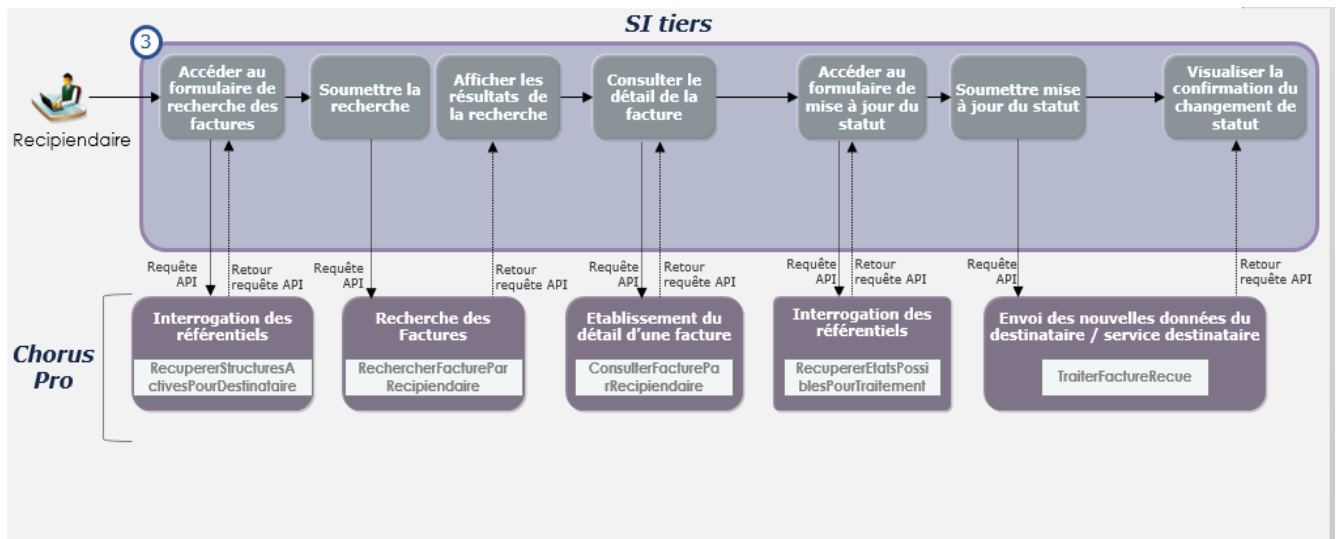 SI tiers
3
Recipiendaire
Accéder au
formulaire de
recherche des
factures
Soumettre la
recherche
Afficher les
résultats de
la recherche
Consulter le
détail de la
facture
Accéder au
formulaire de
mise à jour du
statut
Soumettre mise
à jour du statut
Visualiser la
confirmation du
changement de
statut
Requête
API
Retour
requête API
Requête
API
Retour
requête API
Requête
API
Retour
requête API
Requête
API
Retour
requête API
Requête
API
Retour
requête API
Chorus
Pro
Interrogation des
référentiels
RecupererStructuresA
ctivesPourDestinataire
Recherche des
Factures
RechercherFacturePar
Recipiendaire
Etablissement du
détail d'une facture
ConsulterFacturePa
rRecipiendaire
Interrogation des
référentiels
RecupererEtatsPossi
blesPourTraitement
Envoi des nouvelles données du
destinataire / service destinataire
TraiterFactureRecue